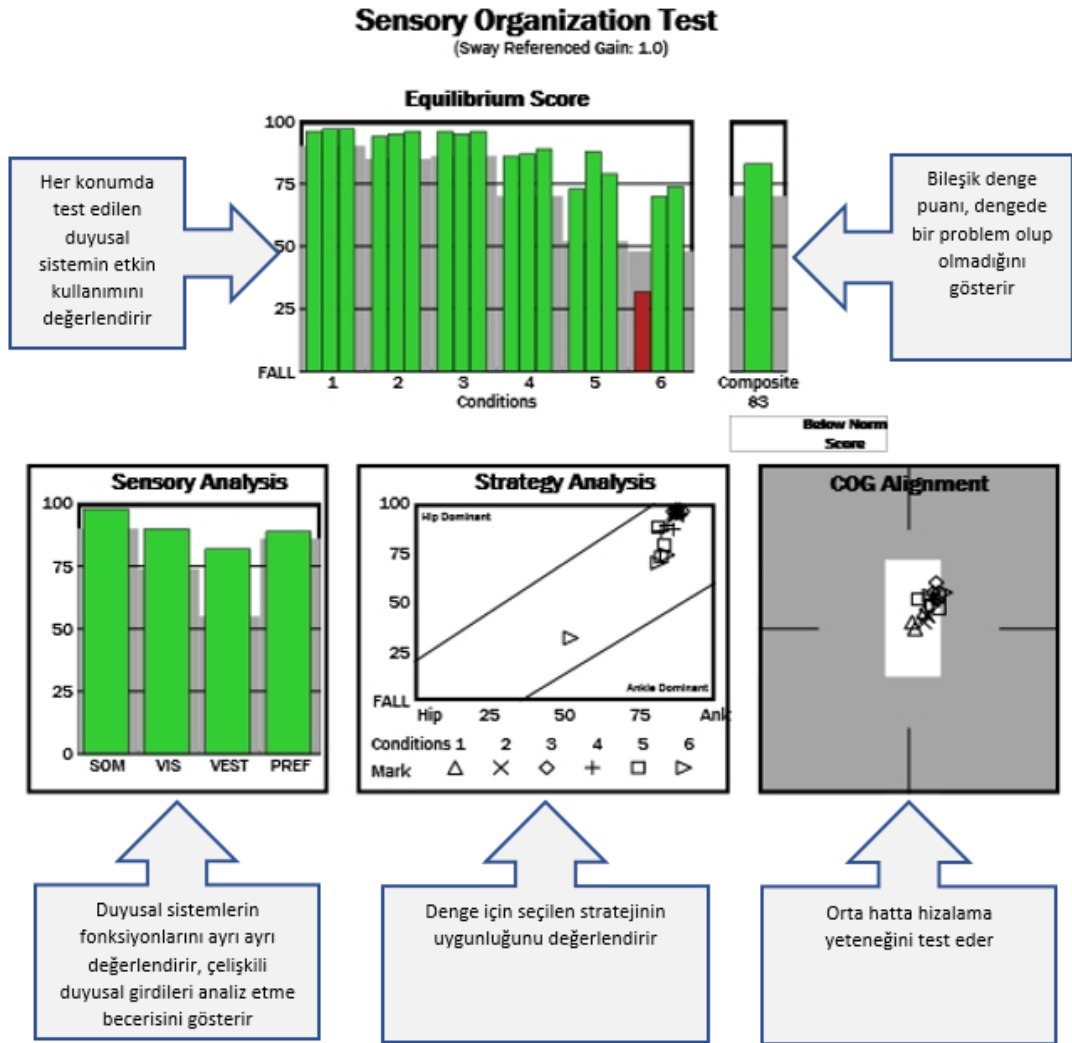 Sensory Organization Test
(Sway Referenced Gain: 1.0)
Equilibrium Score
100
75
50
25
FALL
1 2 3 4 5 6
Conditions
Composite
83
Below Norm
Score
Her konumda
test edilen
duyusal
sistemin etkin
kullanımını
değerlendirir
Bileşik denge
puanı, dengede
bir problem olup
olmadığını
gösterir
Sensory Analysis
100
75
50
25
0
SOM VIS VEST PREF
Strategy Analysis
100
75
50
25
FALL
Hip Dominant
Ankle Dominant
Hip 25 50 75 Ank
Conditions 1 2 3 4 5 6
Mark
COG Alignment
Duyusal sistemlerin
fonksiyonlarını ayrı ayrı
değerlendirir, çelişkili
duyusal girdileri analiz etme
becerisini gösterir
Denge için seçilen stratejinin
uygunluğunu değerlendirir
Orta hatta hizalama
yeteneğini test eder